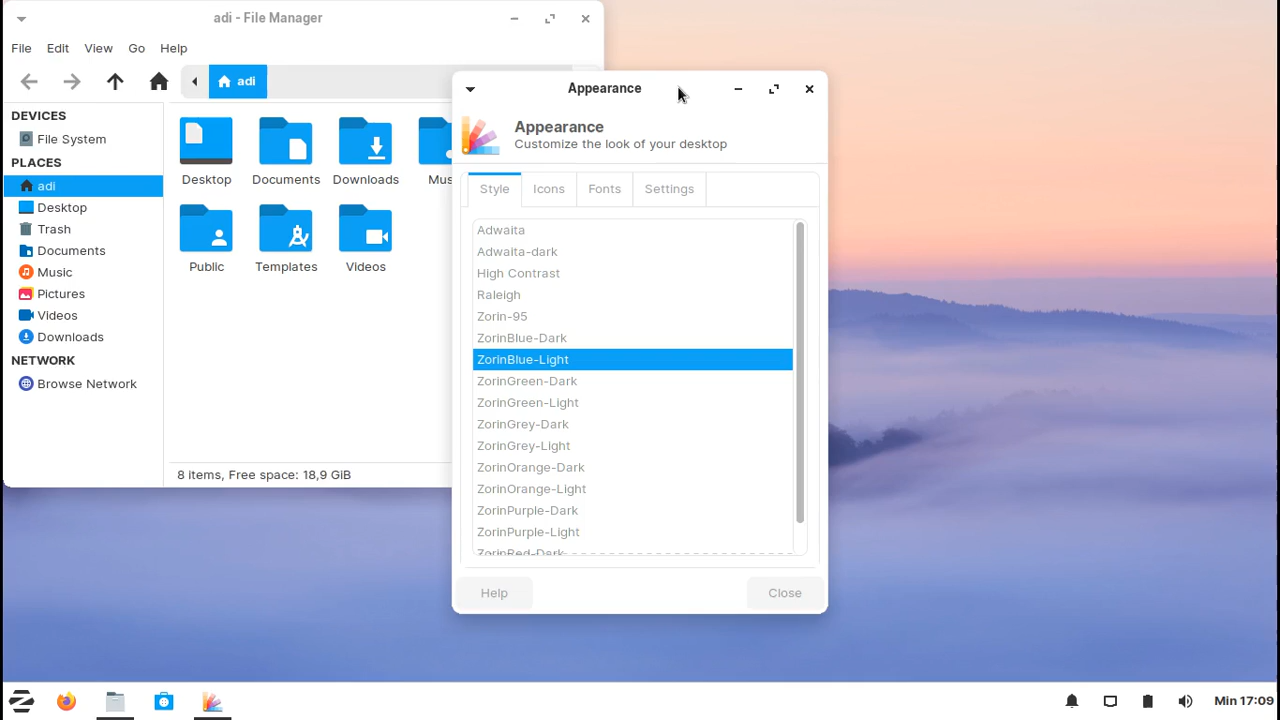 adi - File Manager
File Edit View Go Help
adi
DEVICES
File System
PLACES
adi
Desktop
Trash
Documents
Music
Pictures
Videos
Downloads
NETWORK
Browse Network
Desktop Documents Downloads Mus
Public Templates Videos
8 items, Free space: 18,9 GiB
Appearance
Appearance
Customize the look of your desktop
Style Icons Fonts Settings
Adwaita
Adwaita-dark
High Contrast
Raleigh
Zorin-95
ZorinBlue-Dark
ZorinBlue-Light
ZorinGreen-Dark
ZorinGreen-Light
ZorinGrey-Dark
ZorinGrey-Light
ZorinOrange-Dark
ZorinOrange-Light
ZorinPurple-Dark
ZorinPurple-Light
ZorinRed-Dark
Help Close
Min 17:09